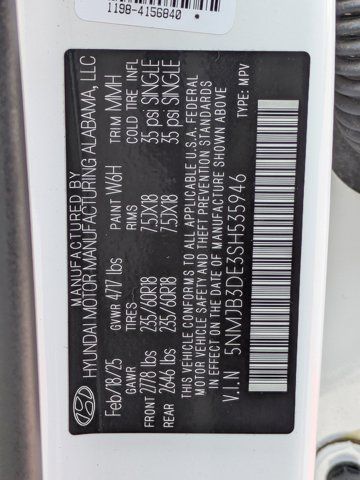 1198-4156840
MANUFACTURED BY
HYUNDAI MOTOR MANUFACTURING ALABAMA, LLC
Feb/18/25 GVWR 4717 lbs PAINT W6H TRIM MMH
TIRES RIMS COLD TIRE INFL
FRONT 2778 lbs 235/60R18 7.5JX18 35 psi SINGLE
REAR 2646 lbs 235/60R18 7.5JX18 35 psi SINGLE
THIS VEHICLE CONFORMS TO ALL APPLICABLE U.S.A. FEDERAL
MOTOR VEHICLE SAFETY AND THEFT PREVENTION STANDARDS
IN EFFECT ON THE DATE OF MANUFACTURE SHOWN ABOVE.
V.I.N 5NMJB3DE3SH535946 TYPE: MPV